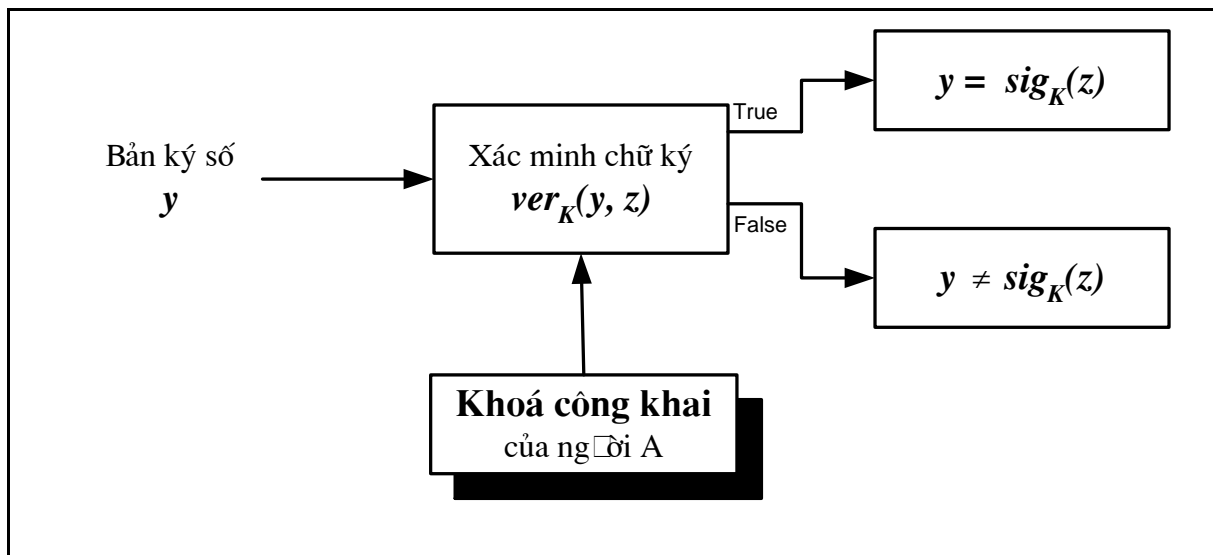 y = sig_K(z)
True
Bản ký số
y
Xác minh chữ ký
ver_K(y, z)
False
y ≠ sig_K(z)
Khoá công khai
của ng□ời A